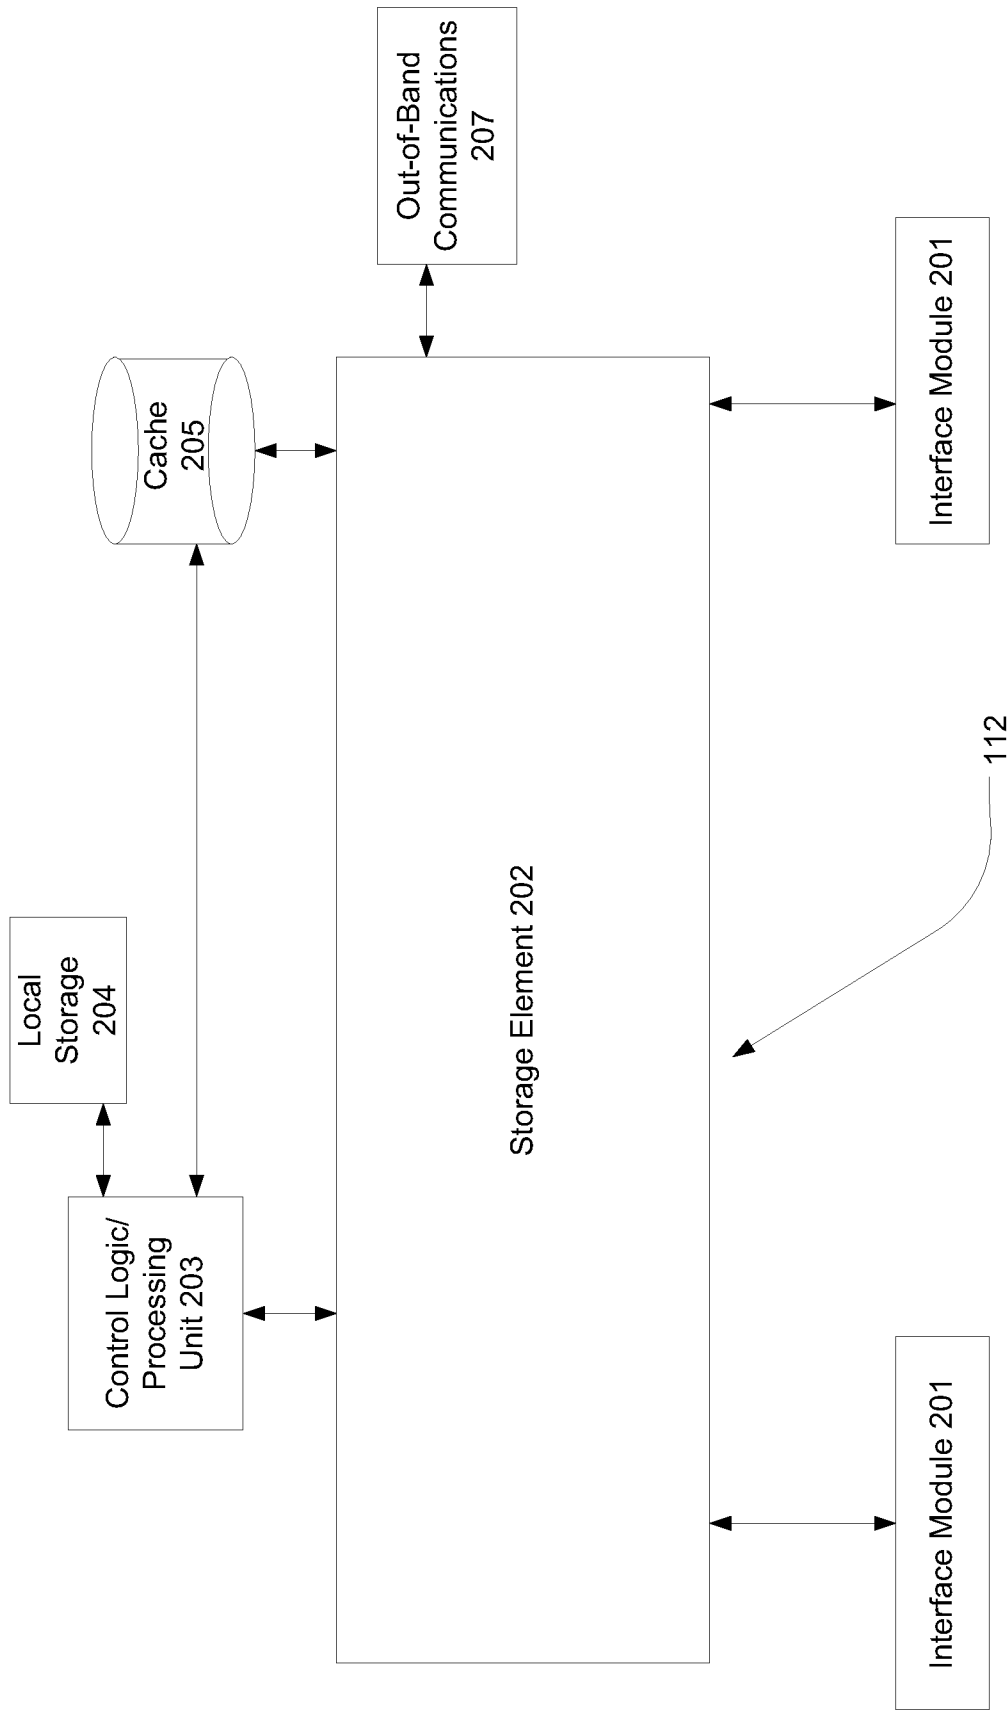 Local
Storage
204
Control Logic/
Processing
Unit 203
Cache
205
Out-of-Band
Communications
207
Storage Element 202
112
Interface Module 201
Interface Module 201